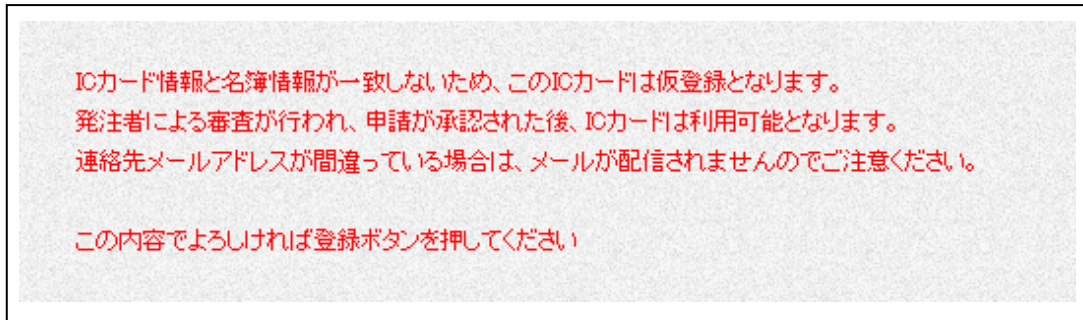 ICカード情報と名簿情報が一致しないため、このICカードは仮登録となります。
発注者による審査が行われ、申請が承認された後、ICカードは利用可能となります。
連絡先メールアドレスが間違っている場合は、メールが配信されませんのでご注意ください。
この内容でよろしければ登録ボタンを押してください